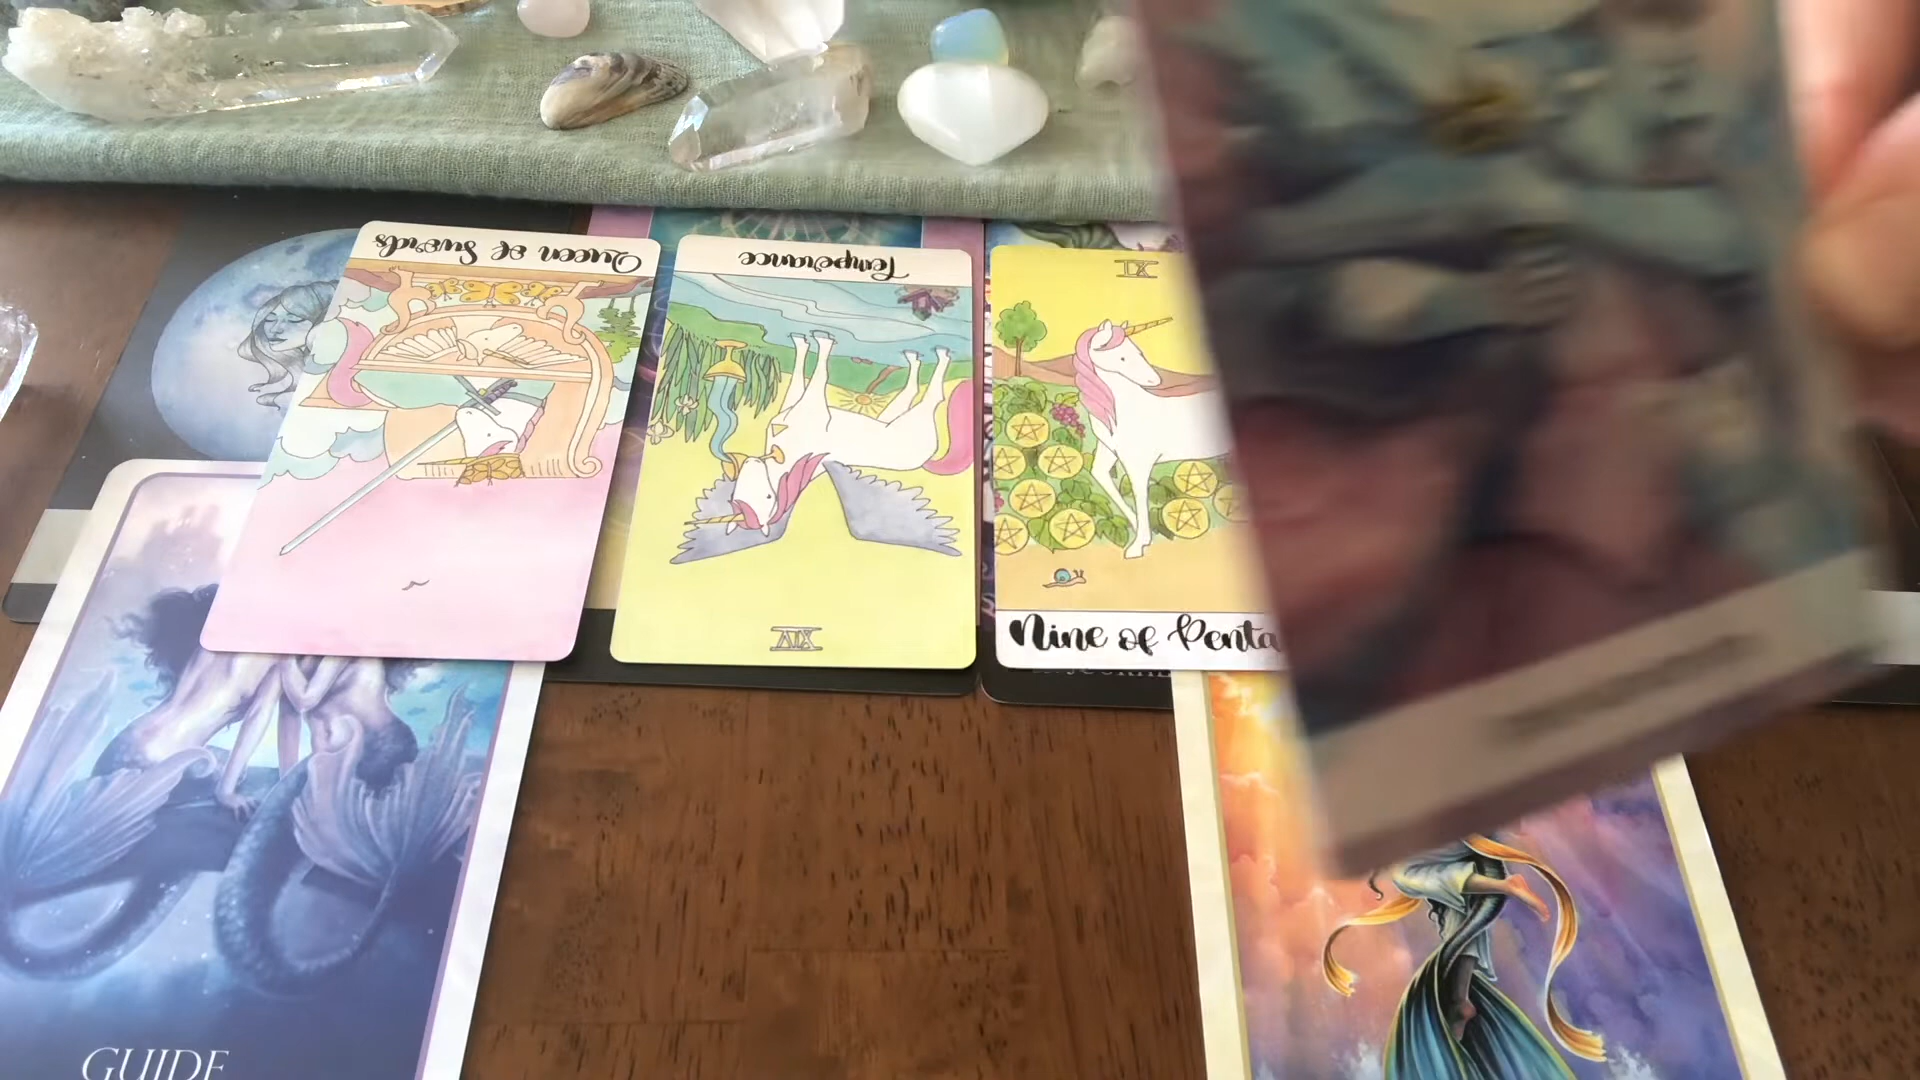 Queen of Swords
Temperance
IX
XIV
Nine of Penta
GUIDE